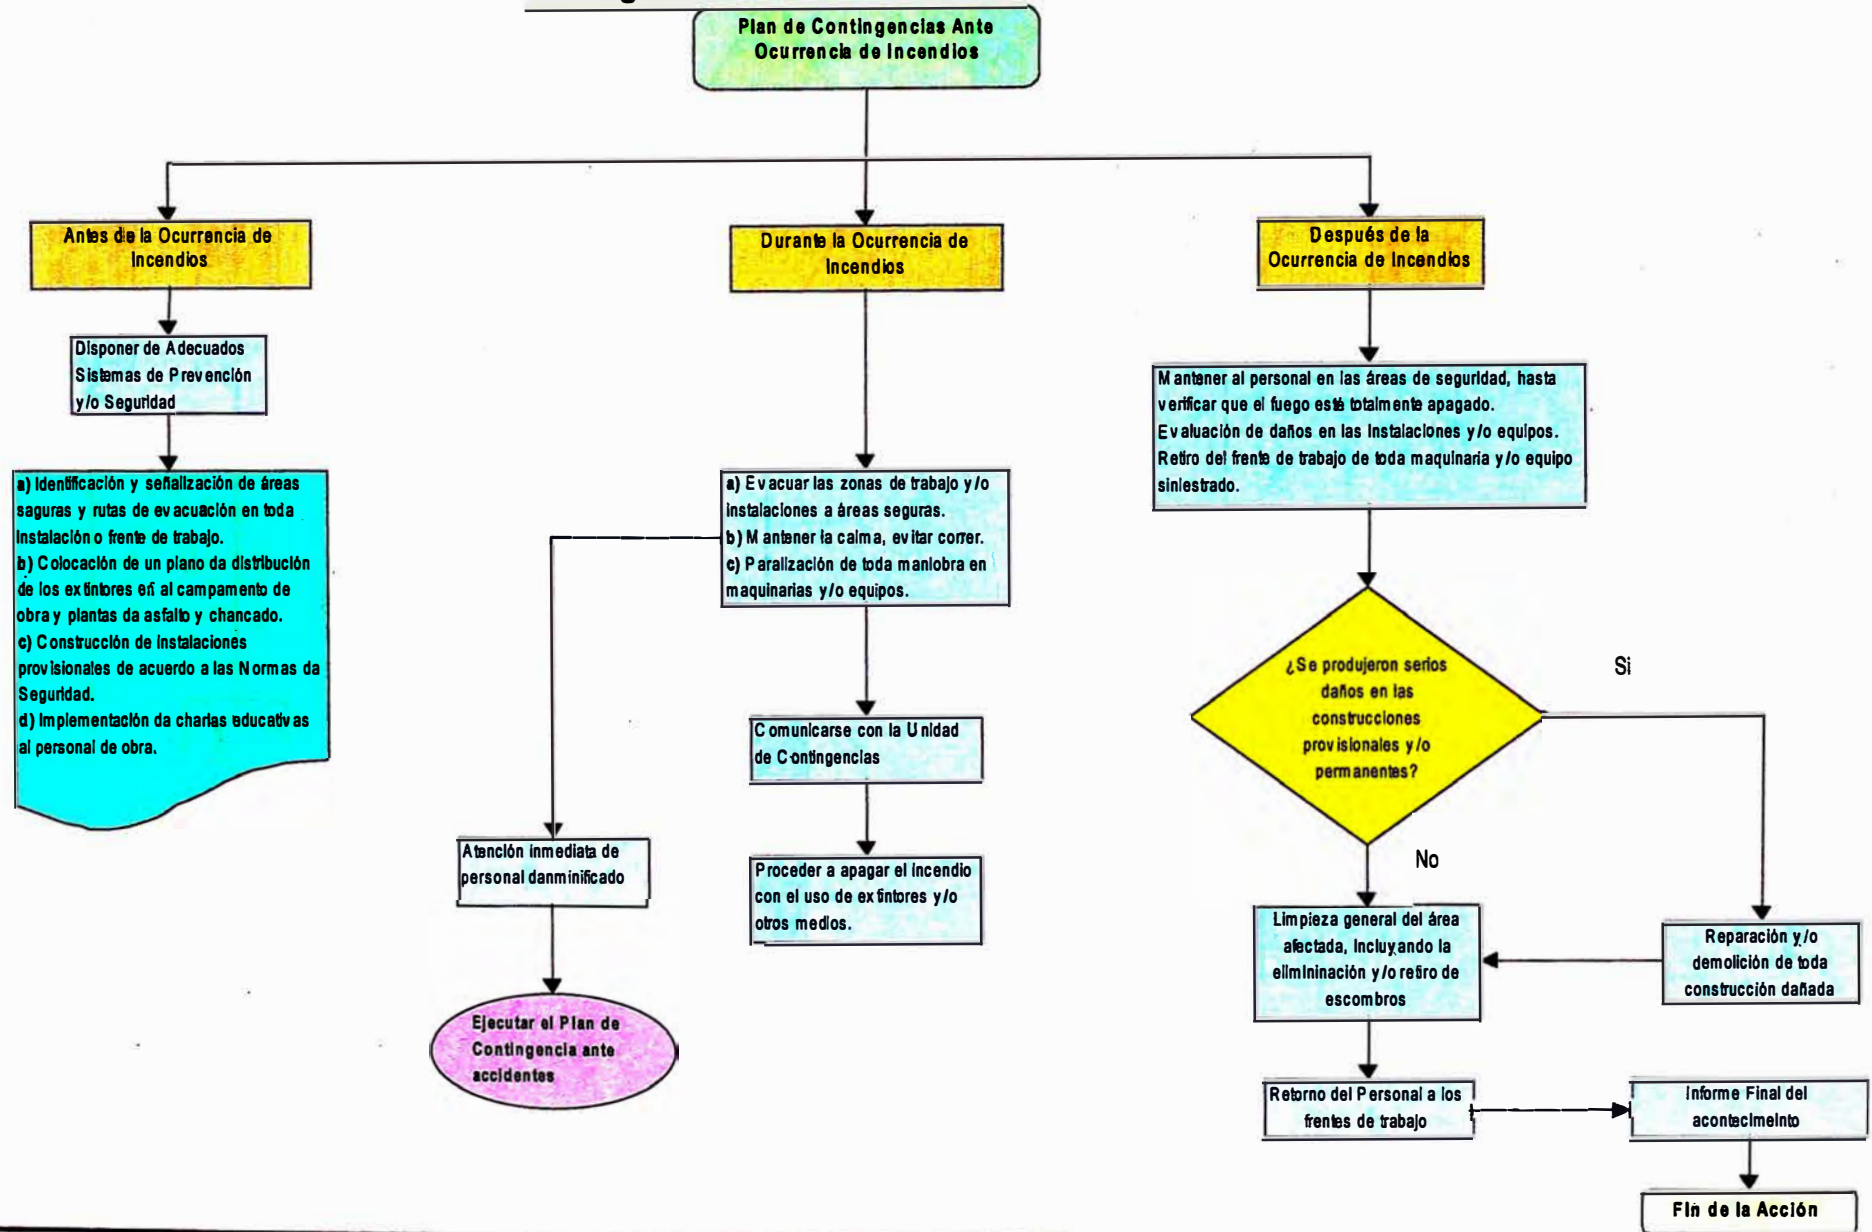 Plan de Contingencias Ante
Ocurrencia de Incendios
Antes de la Ocurrencia de
Incendios
Disponer de Adecuados
Sistemas de Prevención
y/o Seguridad
a) Identificación y señalización de áreas
saguras y rutas de evacuación en toda
Instalación o frente de trabajo.
b) Colocación de un plano da distribución
de los extintores en al campamento de
obra y plantas da asfalto y chancado.
c) Construcción de Instalaciones
provisionales de acuerdo a las Normas da
Seguridad.
d) Implementación da charlas educativas
al personal de obra.
Durante la Ocurrencia de
Incendios
a) Evacuar las zonas de trabajo y/o
instalaciones a áreas seguras.
b) Mantener la calma, evitar correr.
c) Paralización de toda maniobra en
maquinarias y/o equipos.
Comunicarse con la Unidad
de Contingencias
Proceder a apagar el incendio
con el uso de extintores y/o
otros medios.
Atención inmediata de
personal danminificado
Ejecutar el Plan de
Contingencia ante
accidentes
Después de la
Ocurrencia de Incendios
Mantener al personal en las áreas de seguridad, hasta
verificar que el fuego esté totalmente apagado.
Evaluación de daños en las Instalaciones y/o equipos.
Retiro del frente de trabajo de toda maquinaria y/o equipo
siniestrado.
¿Se produjeron serios
daños en las
construcciones
provisionales y/o
permanentes?
Si
No
Limpieza general del área
afectada, Incluyando la
elimininación y/o retiro de
escombros
Reparación y/o
demolición de toda
construcción dañada
Retorno del Personal a los
frentes de trabajo
Informe Final del
acontecimeinto
Fin de la Acción